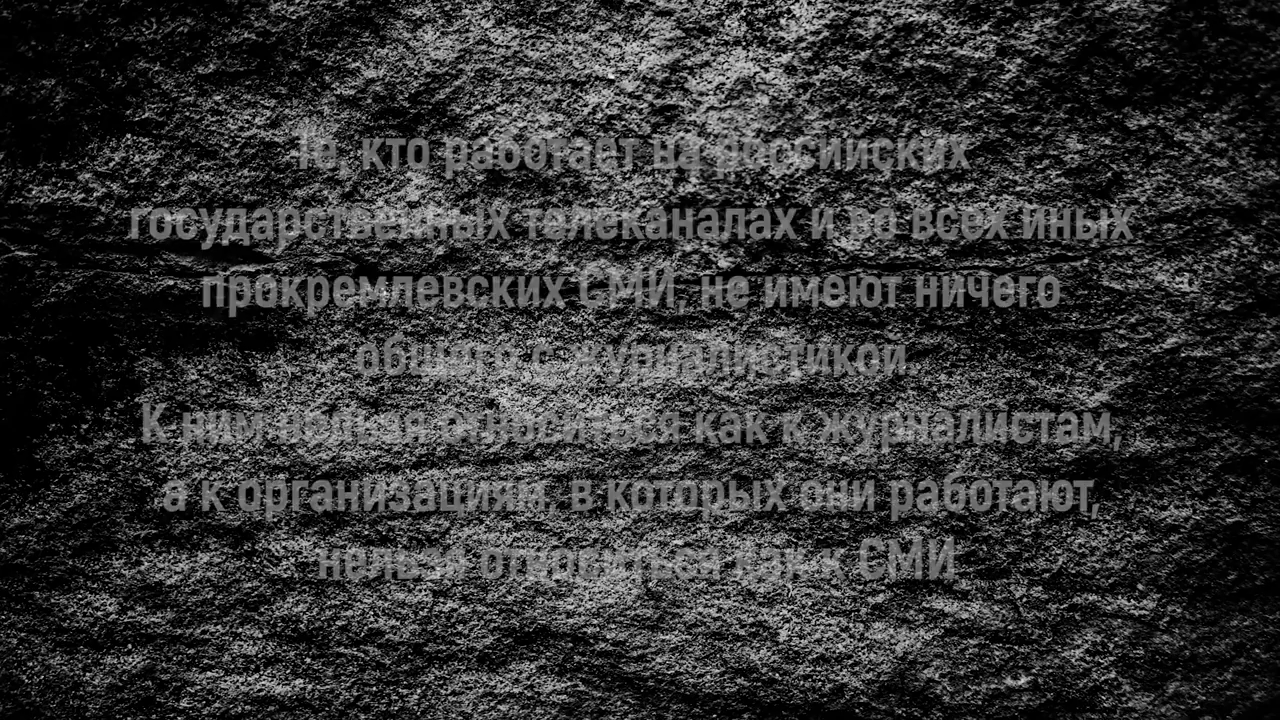 Те, кто работает на российских
государственных телеканалах и во всех иных
прокремлевских СМИ, не имеют ничего
общего с журналистикой.
К ним нельзя относиться как к журналистам,
а к организациям, в которых они работают,
нельзя относиться как к СМИ